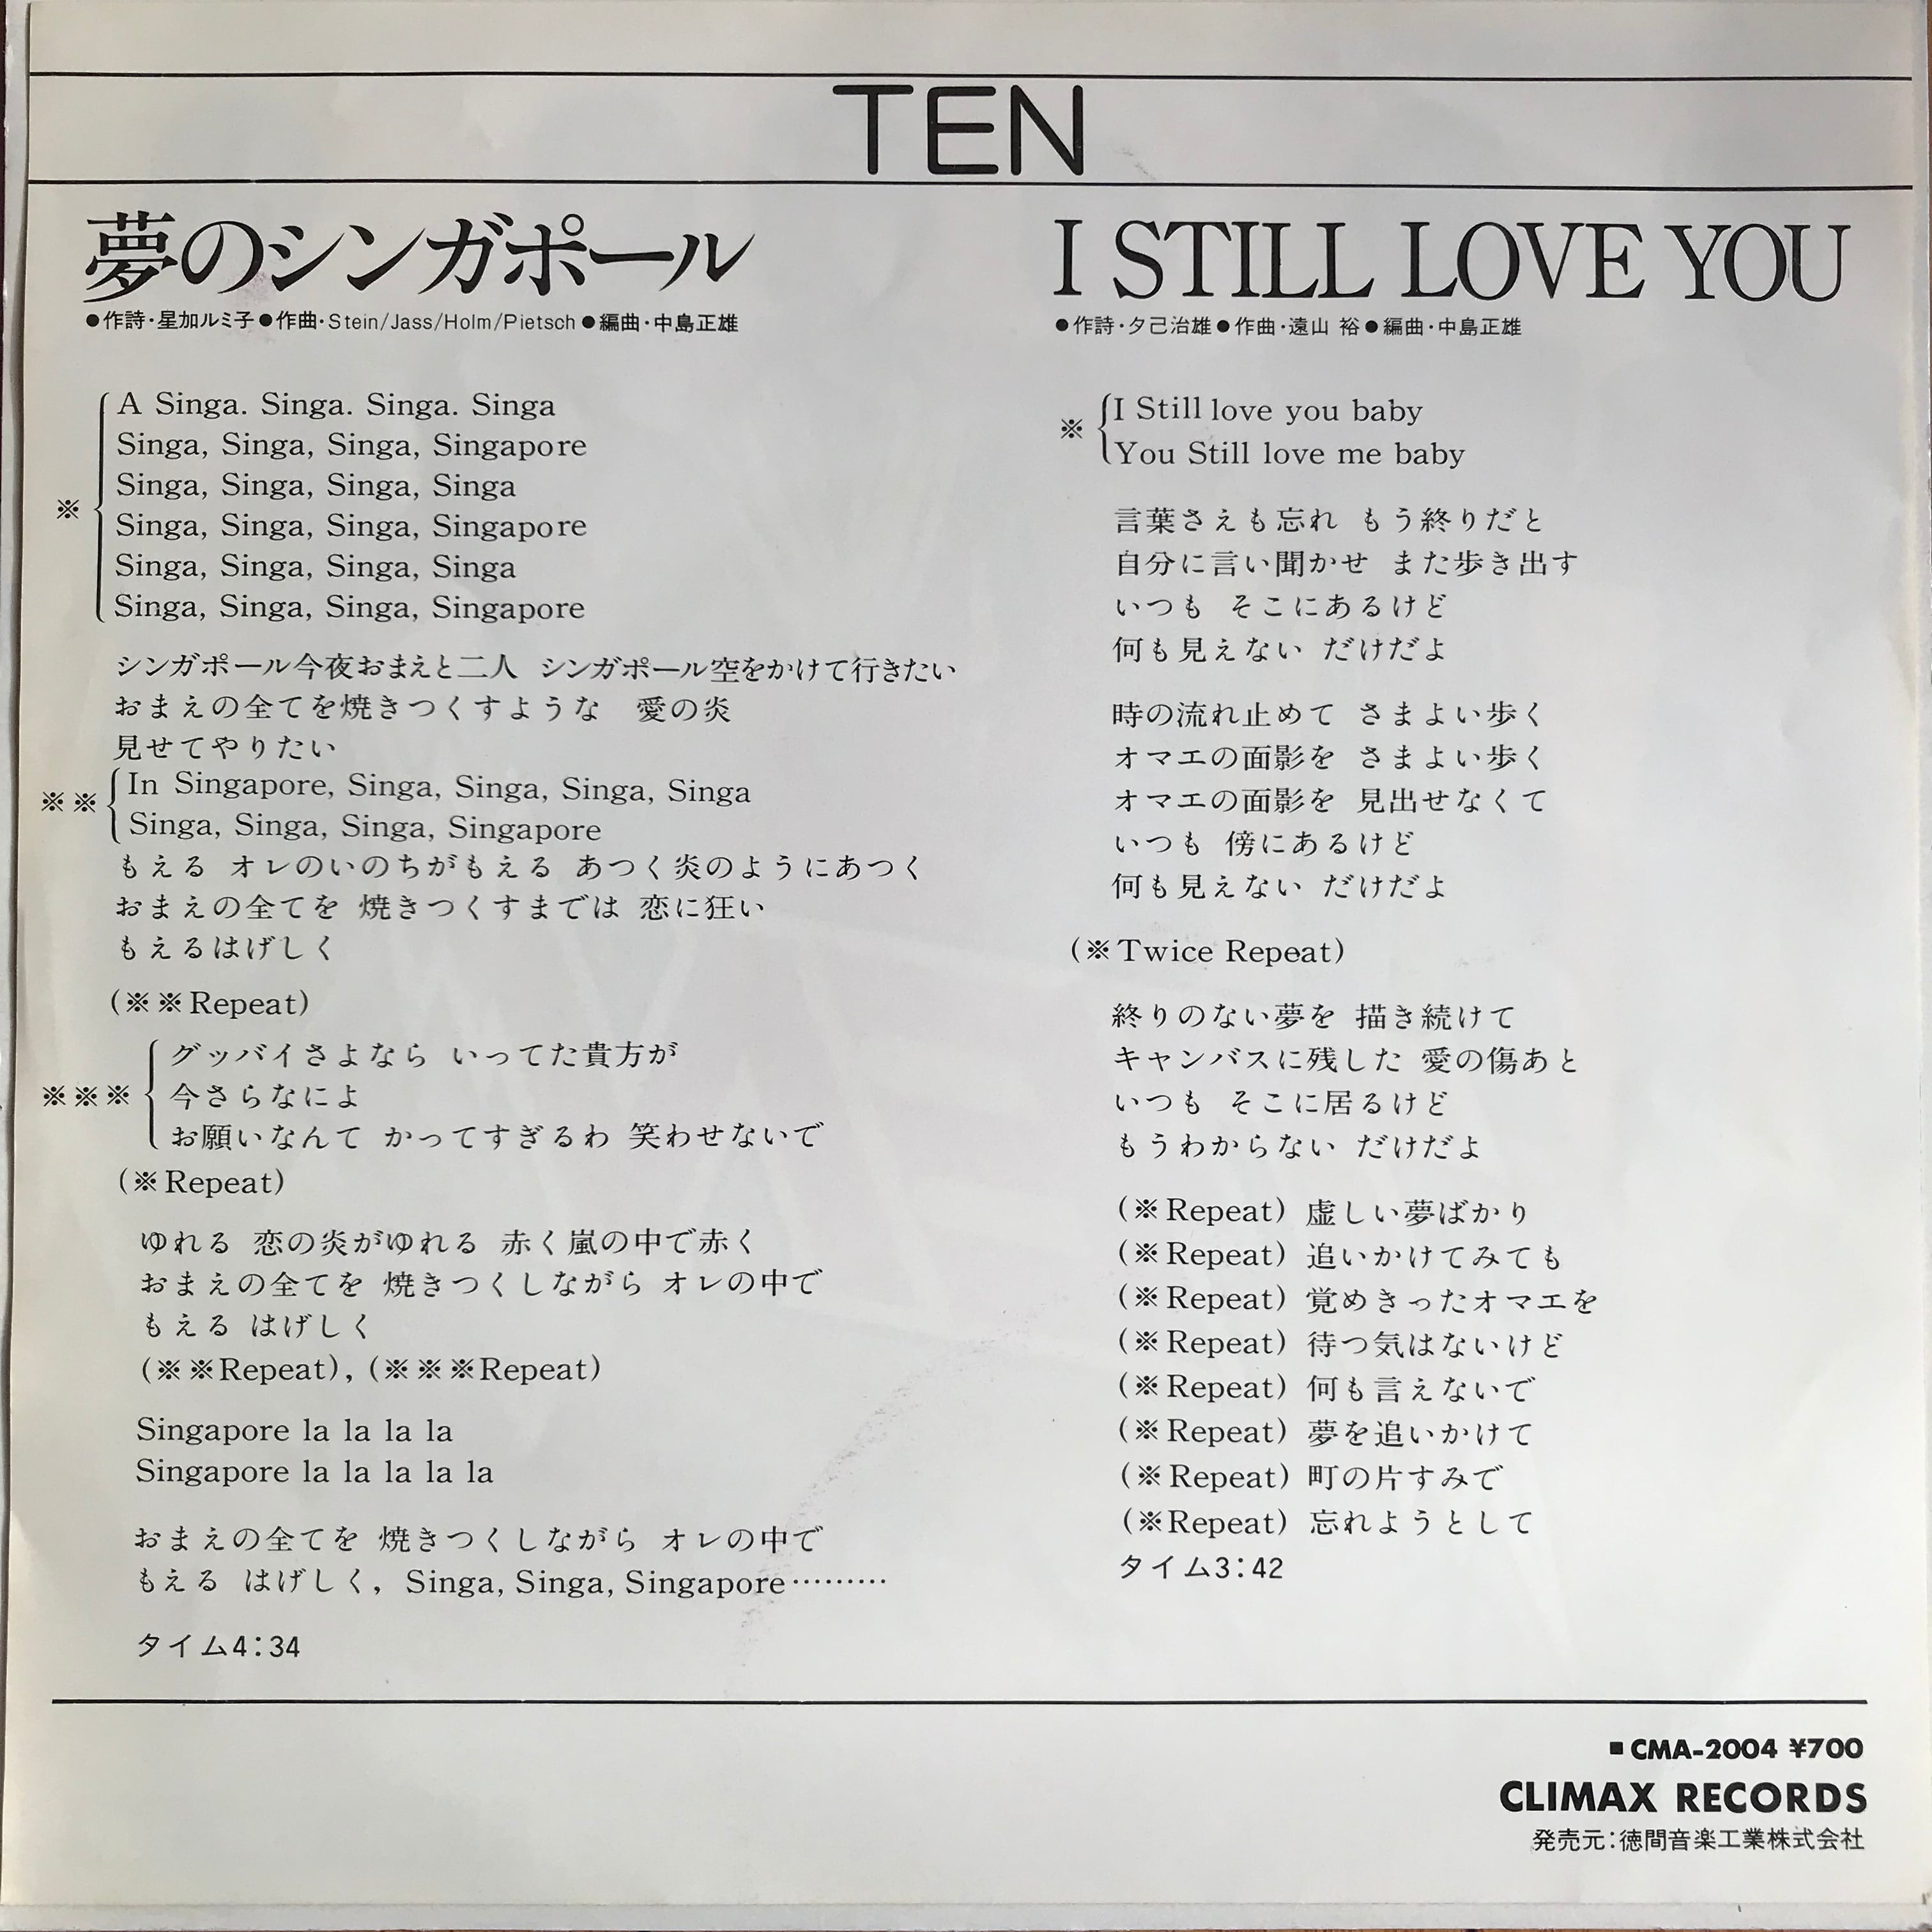 TEN
夢のシンガポール
●作詩・星加ルミ子●作曲・Stein/Jass/Holm/Pietsch●編曲・中島正雄
A Singa. Singa. Singa. Singa
Singa, Singa, Singa, Singapore
Singa, Singa, Singa, Singa
※
Singa, Singa, Singa, Singapore
Singa, Singa, Singa, Singa
Singa, Singa, Singa, Singapore
シンガポール今夜おまえと二人 シンガポール空をかけて行きたい
おまえの全てを焼きつくすような 愛の炎
見せてやりたい
※※ In Singapore, Singa, Singa, Singa, Singa
Singa, Singa, Singa, Singapore
もえる オレのいのちがもえる あつく炎のようにあつく
おまえの全てを 焼きつくすまでは 恋に狂い
もえるはげしく
(※※Repeat)
グッバイさよなら いってた貴方が
※※※ 今さらなによ
お願いなんて かってすぎるわ 笑わせないで
(※Repeat)
ゆれる 恋の炎がゆれる 赤く嵐の中で赤く
おまえの全てを 焼きつくしながら オレの中で
もえる はげしく
(※※Repeat), (※※※Repeat)
Singapore la la la la
Singapore la la la la la
おまえの全てを 焼きつくしながら オレの中で
もえる はげしく, Singa, Singa, Singapore………
タイム4:34
I STILL LOVE YOU
●作詩・夕己治雄●作曲・遠山 裕●編曲・中島正雄
※ I Still love you baby
You Still love me baby
言葉さえも忘れ もう終りだと
自分に言い聞かせ また歩き出す
いつも そこにあるけど
何も見えない だけだよ
時の流れ止めて さまよい歩く
オマエの面影を さまよい歩く
オマエの面影を 見出せなくて
いつも 傍にあるけど
何も見えない だけだよ
(※Twice Repeat)
終りのない夢を 描き続けて
キャンバスに残した 愛の傷あと
いつも そこに居るけど
もうわからない だけだよ
(※Repeat) 虚しい夢ばかり
(※Repeat) 追いかけてみても
(※Repeat) 覚めきったオマエを
(※Repeat) 待つ気はないけど
(※Repeat) 何も言えないで
(※Repeat) 夢を追いかけて
(※Repeat) 町の片すみで
(※Repeat) 忘れようとして
タイム3:42
■CMA-2004 ¥700
CLIMAX RECORDS
発売元:徳間音楽工業株式会社